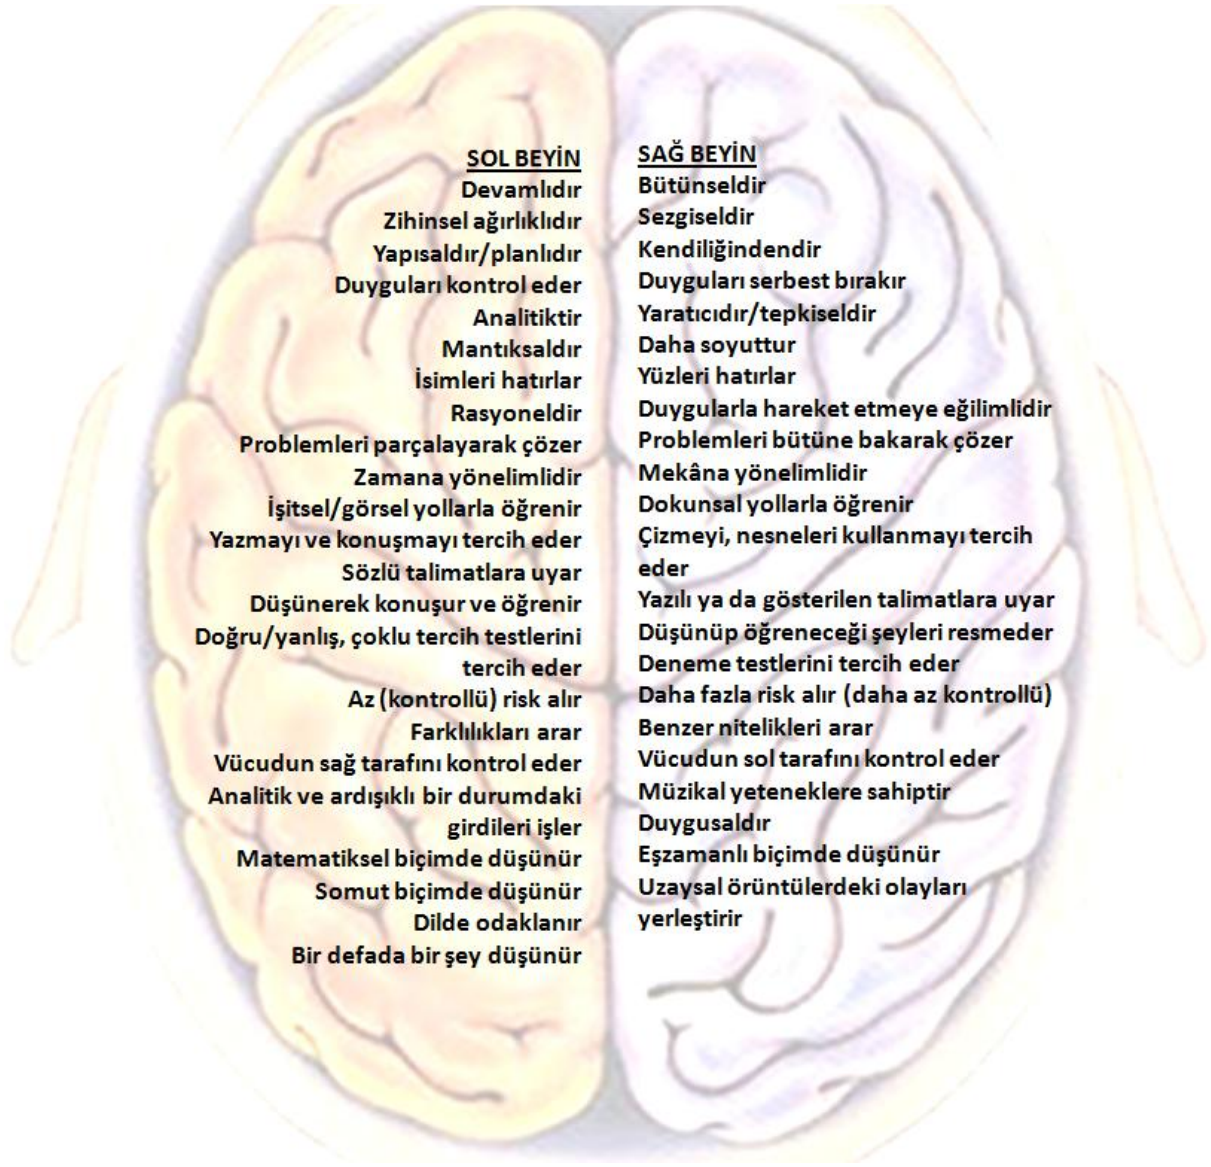 SOL BEYİN
Devamlıdır
Zihinsel ağırlıklıdır
Yapısaldır/planlıdır
Duyguları kontrol eder
Analitiktir
Mantıksaldır
İsimleri hatırlar
Rasyoneldir
Problemleri parçalayarak çözer
Zamana yönelimlidir
İşitsel/görsel yollarla öğrenir
Yazmayı ve konuşmayı tercih eder
Sözlü talimatlara uyar
Düşünerek konuşur ve öğrenir
Doğru/yanlış, çoklu tercih testlerini
tercih eder
Az (kontrollü) risk alır
Farklılıkları arar
Vücudun sağ tarafını kontrol eder
Analitik ve ardışıklı bir durumdaki
girdileri işler
Matematiksel biçimde düşünür
Somut biçimde düşünür
Dilde odaklanır
Bir defada bir şey düşünür
SAĞ BEYİN
Bütünseldir
Sezgiseldir
Kendiliğindendir
Duyguları serbest bırakır
Yaratıcıdır/tepkiseldir
Daha soyuttur
Yüzleri hatırlar
Duygularla hareket etmeye eğilimlidir
Problemleri bütüne bakarak çözer
Mekâna yönelimlidir
Dokunsal yollarla öğrenir
Çizmeyi, nesneleri kullanmayı tercih
eder
Yazılı ya da gösterilen talimatlara uyar
Düşünüp öğreneceği şeyleri resmeder
Deneme testlerini tercih eder
Daha fazla risk alır (daha az kontrollü)
Benzer nitelikleri arar
Vücudun sol tarafını kontrol eder
Müzikal yeteneklere sahiptir
Duygusaldır
Eşzamanlı biçimde düşünür
Uzaysal örüntülerdeki olayları
yerleştirir